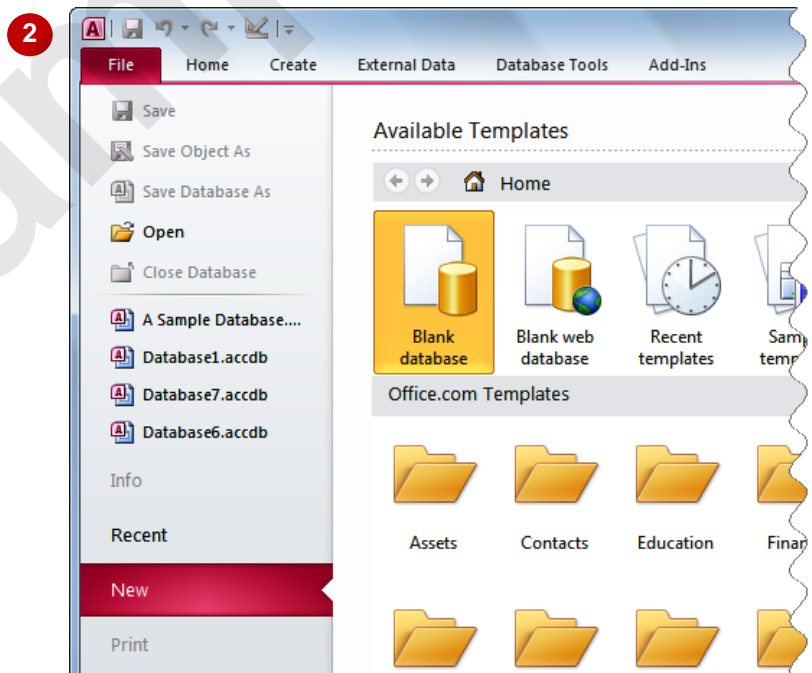 2
A
File Home Create External Data Database Tools Add-Ins
Save
Save Object As
Save Database As
Open
Close Database
A Sample Database....
Database1.accdb
Database7.accdb
Database6.accdb
Info
Recent
New
Print
Available Templates
Home
Blank database
Blank web database
Recent templates
Office.com Templates
Assets
Contacts
Education